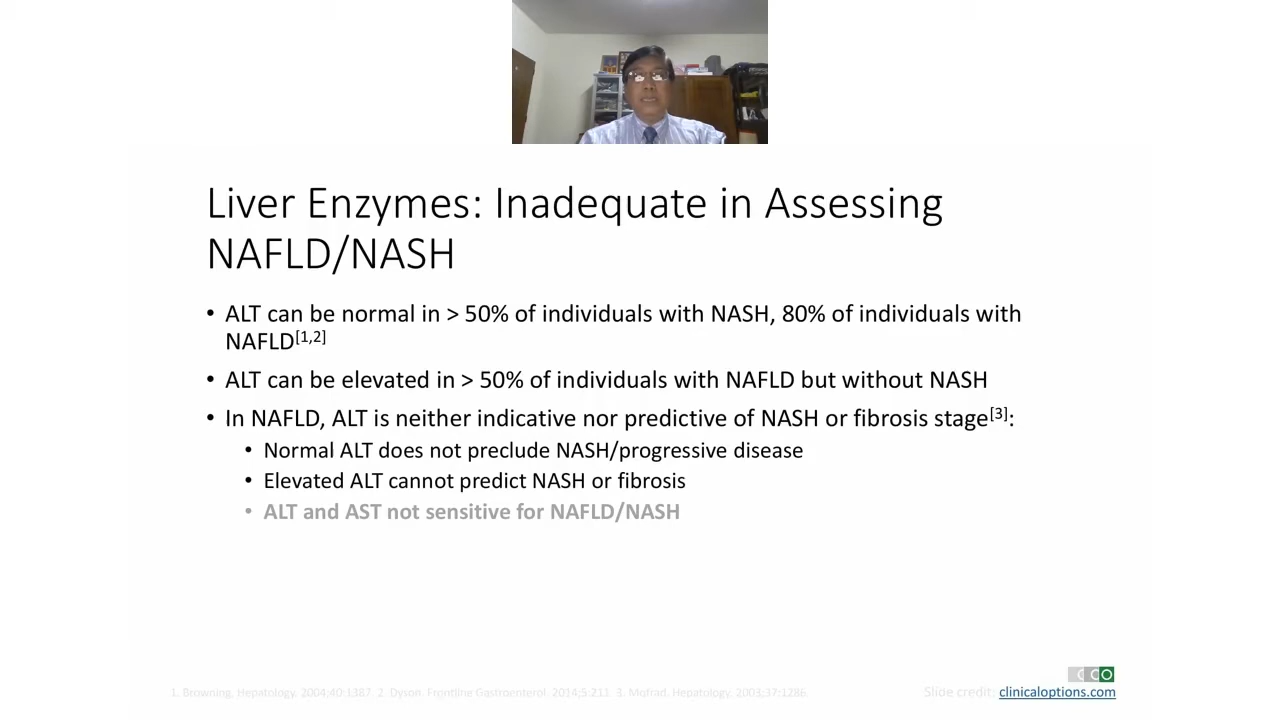 Liver Enzymes: Inadequate in Assessing
NAFLD/NASH
• ALT can be normal in > 50% of individuals with NASH, 80% of individuals with
NAFLD[1,2]
• ALT can be elevated in > 50% of individuals with NAFLD but without NASH
• In NAFLD, ALT is neither indicative nor predictive of NASH or fibrosis stage[3]:
• Normal ALT does not preclude NASH/progressive disease
• Elevated ALT cannot predict NASH or fibrosis
• ALT and AST not sensitive for NAFLD/NASH
CCO
1. Browning. Hepatology. 2004;40:1387. 2. Dyson. Frontline Gastroenterol. 2014;5:211. 3. Mofrad. Hepatology. 2003;37:1286.
Slide credit: clinicaloptions.com